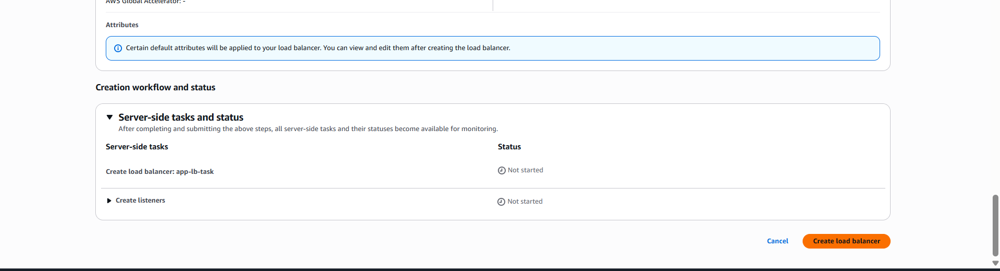 AWS Global Accelerator: -
Attributes
Certain default attributes will be applied to your load balancer. You can view and edit them after creating the load balancer.
Creation workflow and status
Server-side tasks and status
After completing and submitting the above steps, all server-side tasks and their statuses become available for monitoring.
Server-side tasks Status
Create load balancer: app-lb-task Not started
Create listeners Not started
Cancel Create load balancer